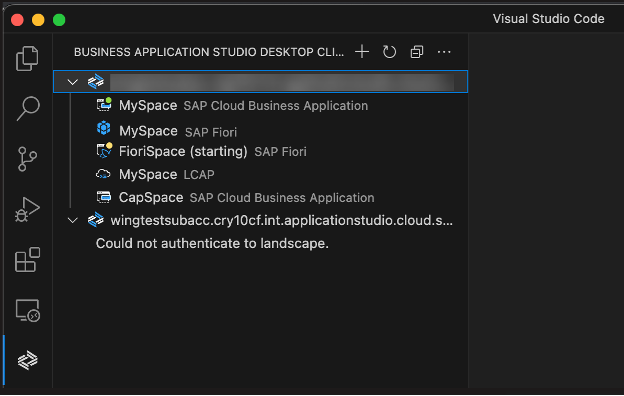 Visual Studio Code
BUSINESS APPLICATION STUDIO DESKTOP CLI...
MySpace SAP Cloud Business Application
MySpace SAP Fiori
FioriSpace (starting) SAP Fiori
MySpace LCAP
CapSpace SAP Cloud Business Application
wingtestsubacc.cry10cf.int.applicationstudio.cloud.s...
Could not authenticate to landscape.